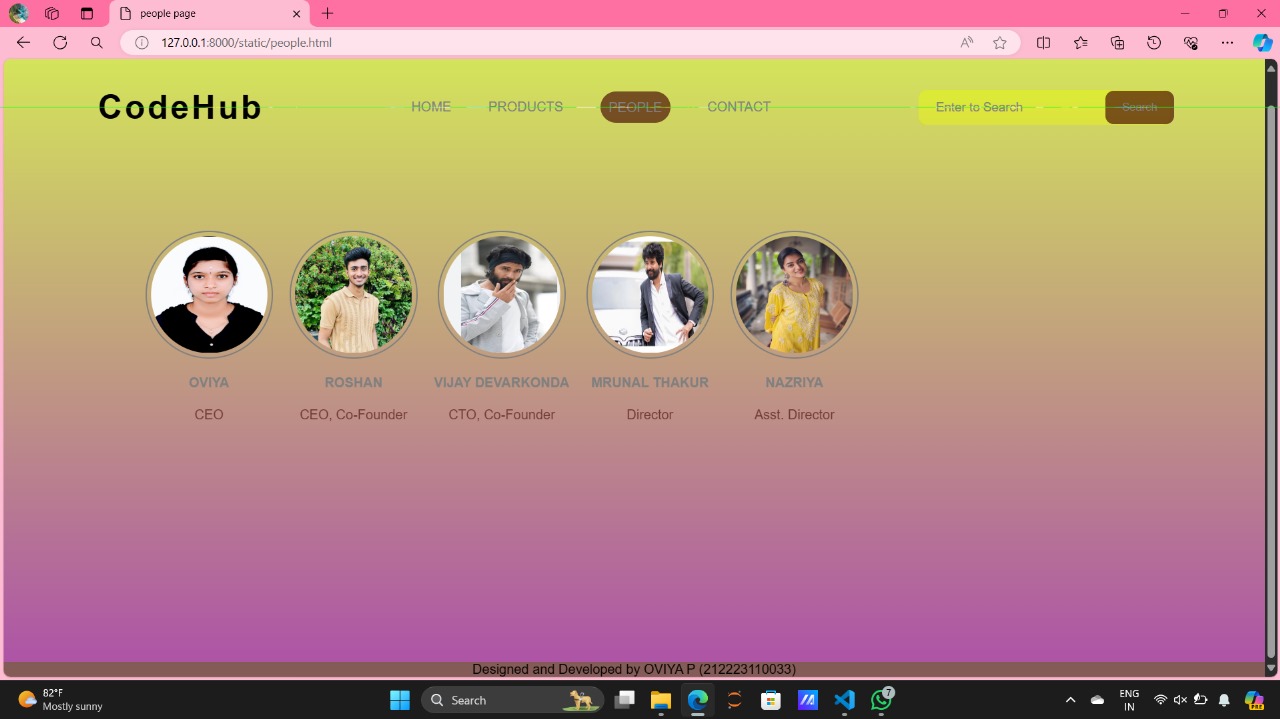 people page
127.0.0.1:8000/static/people.html
CodeHub
HOME PRODUCTS PEOPLE CONTACT
Enter to Search
Search
OVIYA ROSHAN VIJAY DEVARKONDA MRUNAL THAKUR NAZRIYA
CEO CEO, Co-Founder CTO, Co-Founder Director Asst. Director
Designed and Developed by OVIYA P (212223110033)
82°F
Mostly sunny
Search
7
ENG
IN
PRE